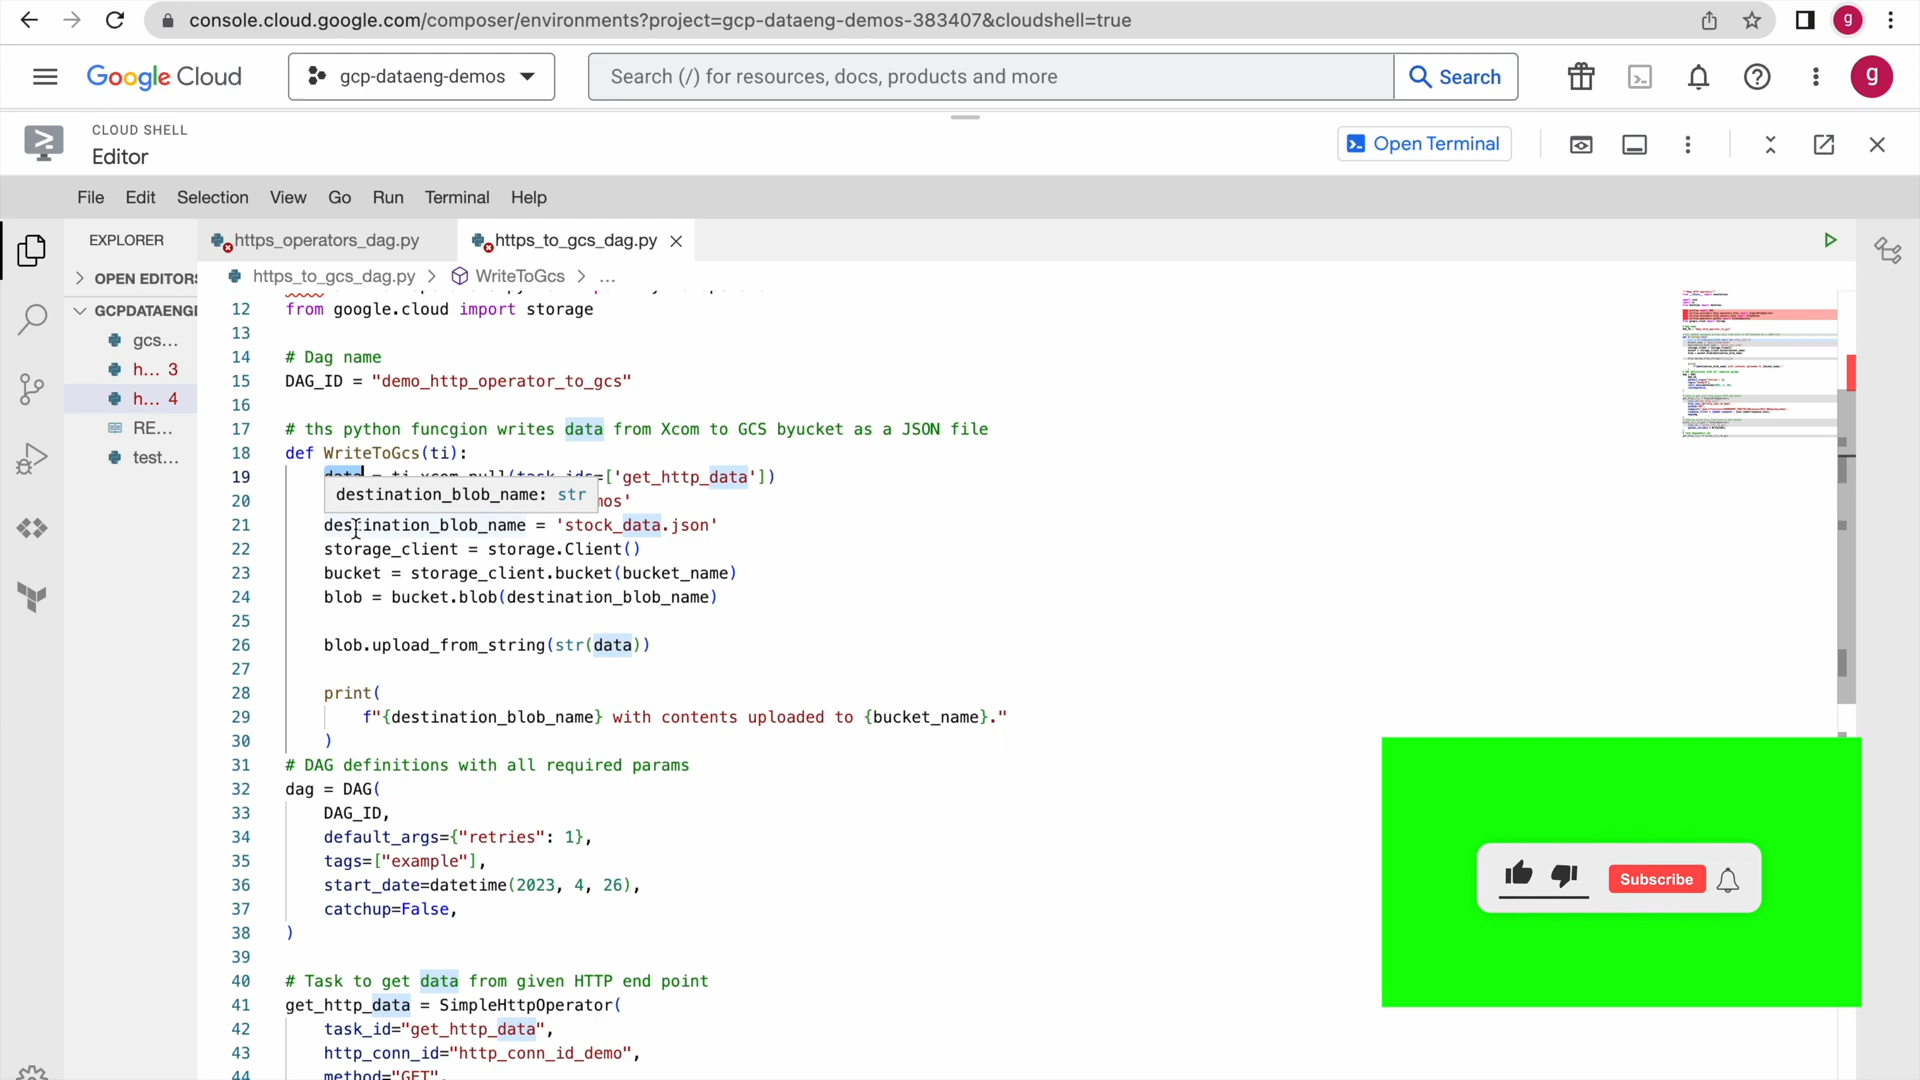 console.cloud.google.com/composer/environments?project=gcp-dataeng-demos-383407&cloudshell=true
g
Google Cloud
gcp-dataeng-demos
Search (/) for resources, docs, products and more
Search
g
CLOUD SHELL
Editor
Open Terminal
File Edit Selection View Go Run Terminal Help
EXPLORER
https_operators_dag.py
https_to_gcs_dag.py
OPEN EDITORS
https_to_gcs_dag.py > WriteToGcs > ...
GCPDATAENGI
gcs...
h... 3
h... 4
RE...
test...
12 from google.cloud import storage
13
14 # Dag name
15 DAG_ID = "demo_http_operator_to_gcs"
16
17 # ths python funcgion writes data from Xcom to GCS byucket as a JSON file
18 def WriteToGcs(ti):
19 data = ti.xcom_pull(task_ids=['get_http_data'])
destination_blob_name: str
20 mos'
21 destination_blob_name = 'stock_data.json'
22 storage_client = storage.Client()
23 bucket = storage_client.bucket(bucket_name)
24 blob = bucket.blob(destination_blob_name)
25
26 blob.upload_from_string(str(data))
27
28 print(
29 f"{destination_blob_name} with contents uploaded to {bucket_name}."
30 )
31 # DAG definitions with all required params
32 dag = DAG(
33 DAG_ID,
34 default_args={"retries": 1},
35 tags=["example"],
36 start_date=datetime(2023, 4, 26),
37 catchup=False,
38 )
39
40 # Task to get data from given HTTP end point
41 get_http_data = SimpleHttpOperator(
42 task_id="get_http_data",
43 http_conn_id="http_conn_id_demo",
44 method="GET",
Subscribe